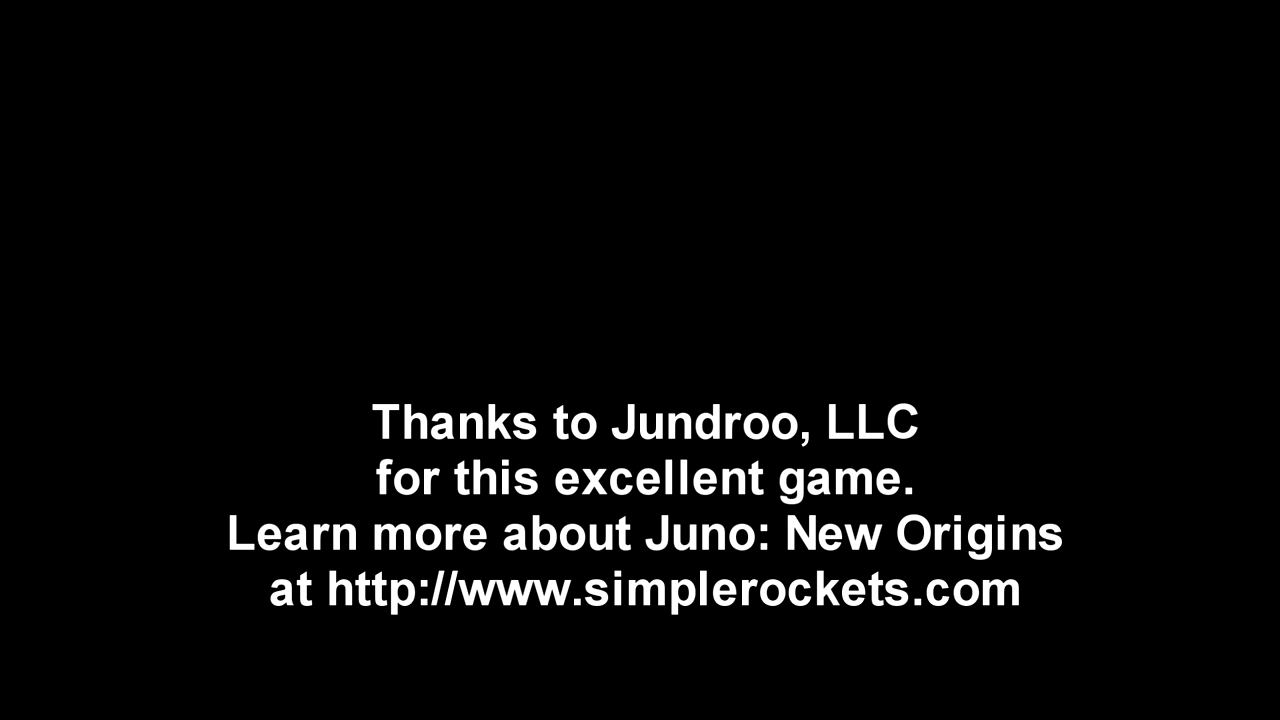 Thanks to Jundroo, LLC
for this excellent game.
Learn more about Juno: New Origins
at http://www.simplerockets.com